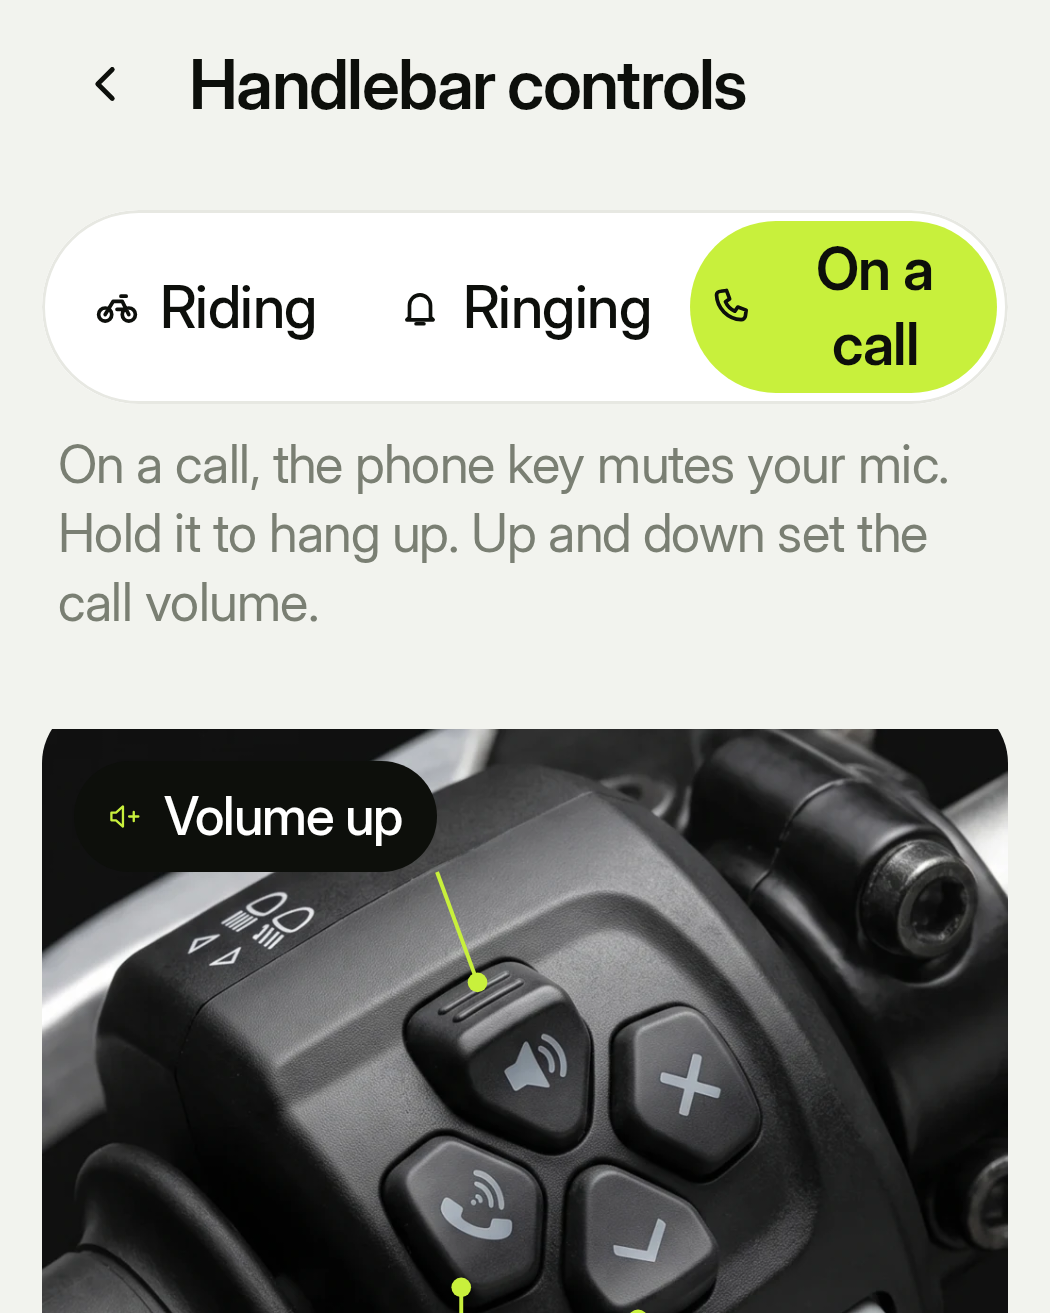 Handlebar controls
Riding
Ringing
On a
call
On a call, the phone key mutes your mic.
Hold it to hang up. Up and down set the
call volume.
Volume up